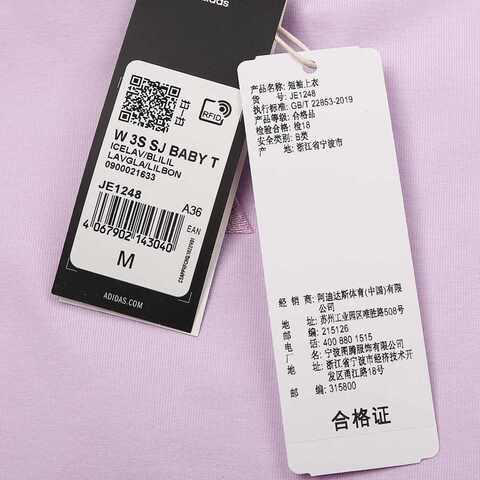 adidas
RFID
W 3S SJ BABY T
ICELAV/BLILIL
LAVGLA/LILBON
0900021633
JE1248
A36
EAN
4 067902 143040
M
ADIDAS.COM
产品名称: 短袖上衣
货 号: JE1248
执行标准: GB/T 22853-2019
产品等级: 合格品
检验合格: 检18
安全类别: B类
产 地: 浙江省宁波市
经 销 商: 阿迪达斯体育(中国)有限
公司
地 址: 苏州工业园区唯胜路508号
邮 编: 215126
电 话: 400 880 1515
厂 名: 宁波甬腾服饰有限公司
地 址: 浙江省宁波市经济技术开
发区甬江路18号
邮 编: 315800
合格证